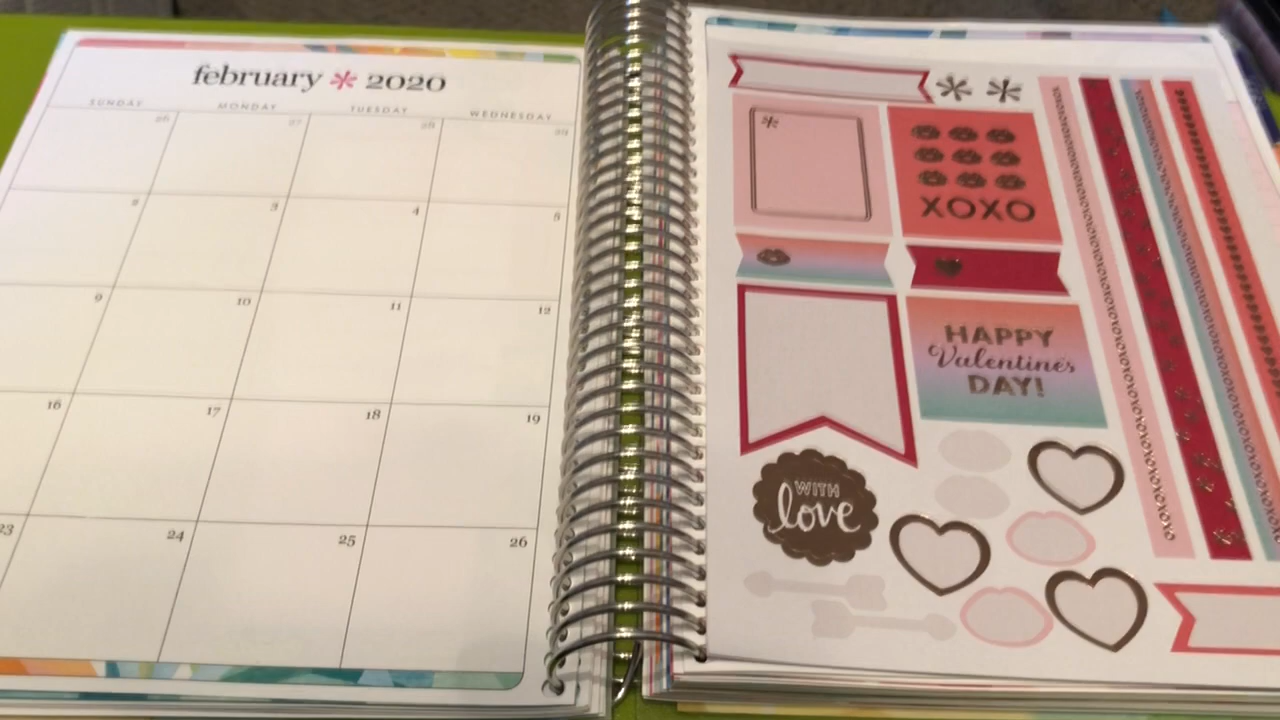 february * 2020
SUNDAY MONDAY TUESDAY WEDNESDAY
26 27 28 29
2 3 4 5
9 10 11 12
16 17 18 19
23 24 25 26
*
XOXO
HAPPY
Valentine's
DAY!
WITH
love